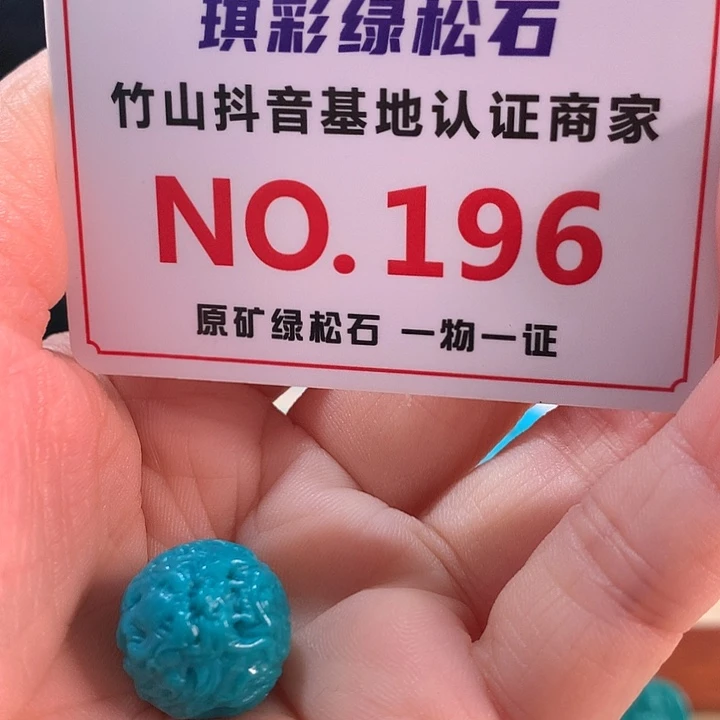 琪彩绿松石
竹山抖音基地认证商家
NO.196
原矿绿松石 一物一证